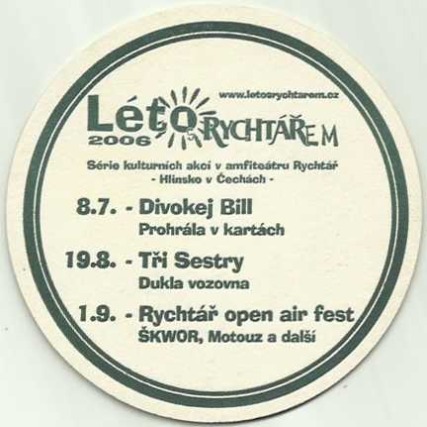 www.letosrychtarem.cz
Léto s RYCHTÁŘEM
2006
Série kulturních akcí v amfiteátru Rychtář
- Hlinsko v Čechách -
8.7. - Divokej Bill
Prohrála v kartách
19.8. - Tři Sestry
Dukla vozovna
1.9. - Rychtář open air fest
ŠKWOR, Motouz a další